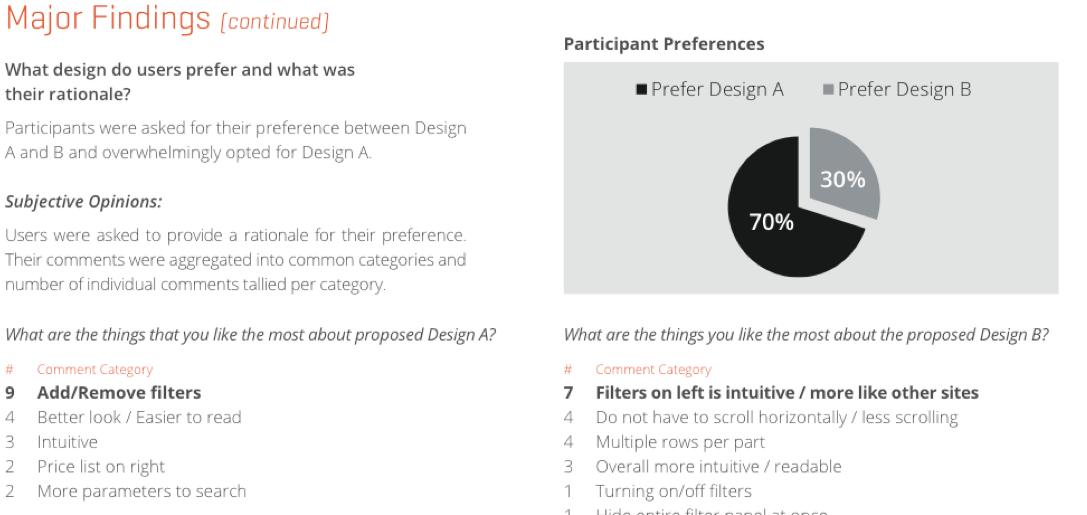 Major Findings (continued)
What design do users prefer and what was
their rationale?
Participants were asked for their preference between Design
A and B and overwhelmingly opted for Design A.
Subjective Opinions:
Users were asked to provide a rationale for their preference.
Their comments were aggregated into common categories and
number of individual comments tallied per category.
What are the things that you like the most about proposed Design A?
# Comment Category
9 Add/Remove filters
4 Better look / Easier to read
3 Intuitive
2 Price list on right
2 More parameters to search
Participant Preferences
Prefer Design A Prefer Design B
30%
70%
What are the things you like the most about the proposed Design B?
# Comment Category
7 Filters on left is intuitive / more like other sites
4 Do not have to scroll horizontally / less scrolling
4 Multiple rows per part
3 Overall more intuitive / readable
1 Turning on/off filters
1 Hide entire filter panel at once